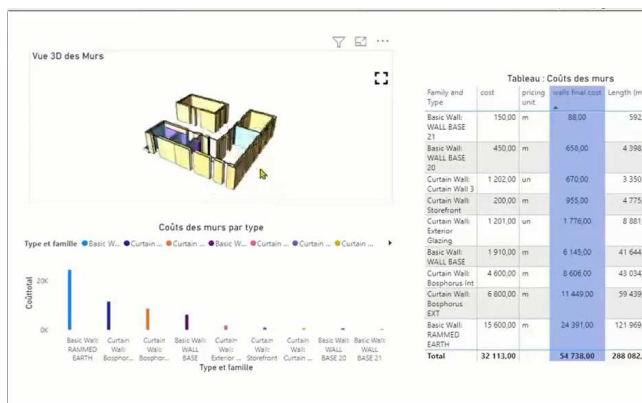 Vue 3D des Murs
Tableau : Coûts des murs
Family and Type cost pricing unit walls final cost Length (m
Basic Wall: WALL BASE 21 150,00 m 88,00 592,
Basic Wall: WALL BASE 20 450,00 m 658,00 4 398,
Curtain Wall: Curtain Wall 3 1 202,00 un 670,00 3 350,
Curtain Wall: Storefront 200,00 m 955,00 4 775,
Curtain Wall: Exterior Glazing 1 201,00 un 1 776,00 8 881,
Basic Wall: WALL BASE 1 910,00 m 6 145,00 41 644,
Curtain Wall: Bosphorus Int 4 600,00 m 8 606,00 43 034,
Curtain Wall: Bosphorus EXT 6 800,00 m 11 449,00 59 439,
Basic Wall: RAMMED EARTH 15 600,00 m 24 391,00 121 969,
Total 32 113,00 54 738,00 288 082,
Coûts des murs par type
Type et famille Basic W... Curtain ... Curtain ... Basic W... Curtain ... Curtain ... Curtain ...
Coûttotal
20K
0K
Basic Wall: RAMMED EARTH
Curtain Wall: Bosphor...
Curtain Wall: Bosphor...
Basic Wall: WALL BASE
Curtain Wall: Exterior ...
Curtain Wall: Storefront
Curtain Wall: Curtain ...
Basic Wall: WALL BASE 20
Basic Wall: WALL BASE 21
Type et famille